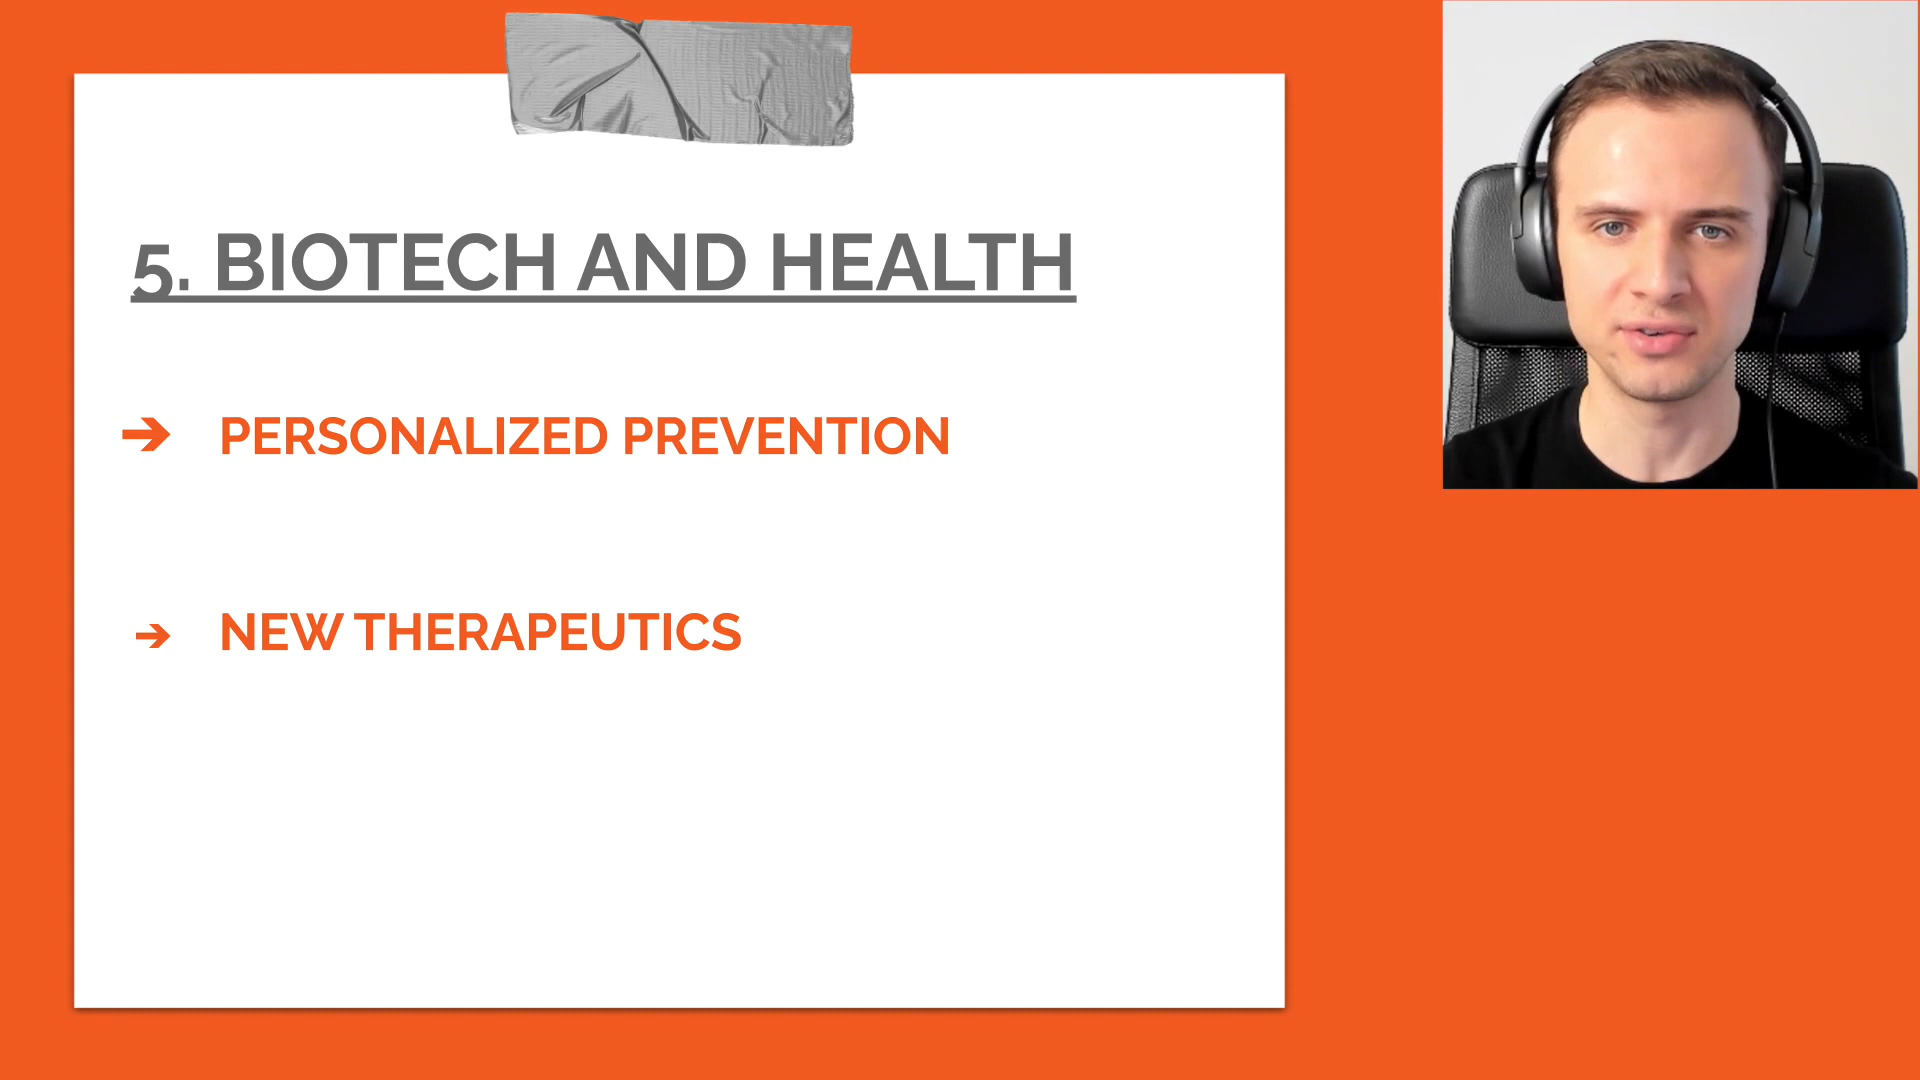 5. BIOTECH AND HEALTH
➔ PERSONALIZED PREVENTION
➔ NEW THERAPEUTICS